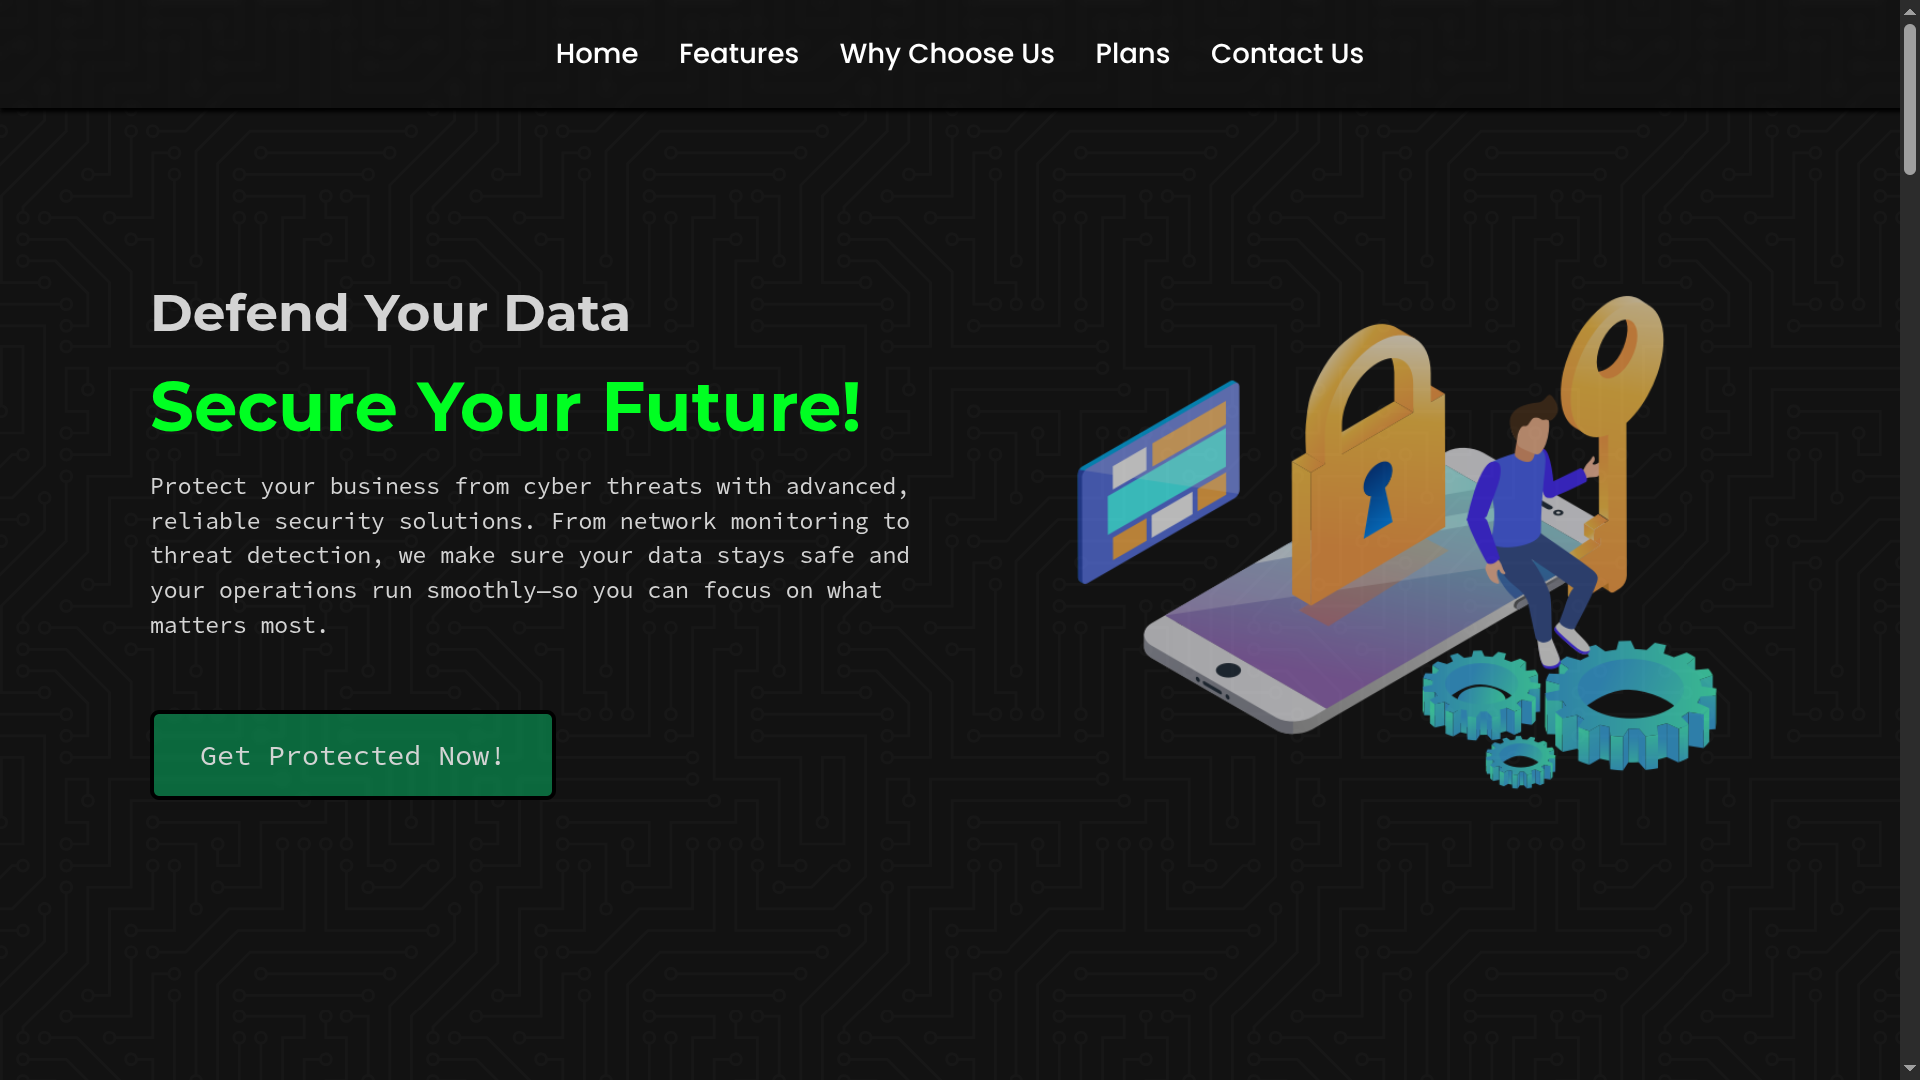 Home Features Why Choose Us Plans Contact Us
Defend Your Data
Secure Your Future!
Protect your business from cyber threats with advanced,
reliable security solutions. From network monitoring to
threat detection, we make sure your data stays safe and
your operations run smoothly—so you can focus on what
matters most.
Get Protected Now!